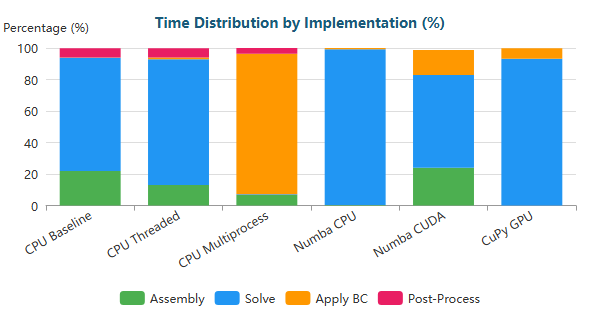 Time Distribution by Implementation (%)
Percentage (%)
100
80
60
40
20
0
CPU Baseline
CPU Threaded
CPU Multiprocess
Numba CPU
Numba CUDA
CuPy GPU
Assembly Solve Apply BC Post-Process